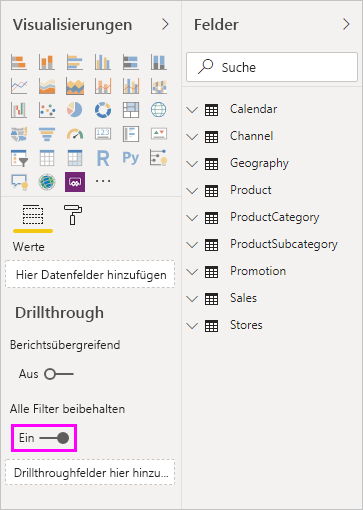 Visualisierungen
R
Py
123
Werte
Hier Datenfelder hinzufügen
Drillthrough
Berichtsübergreifend
Aus
Alle Filter beibehalten
Ein
Drillthroughfelder hier hinzu...
Felder
Suche
Calendar
Channel
Geography
Product
ProductCategory
ProductSubcategory
Promotion
Sales
Stores